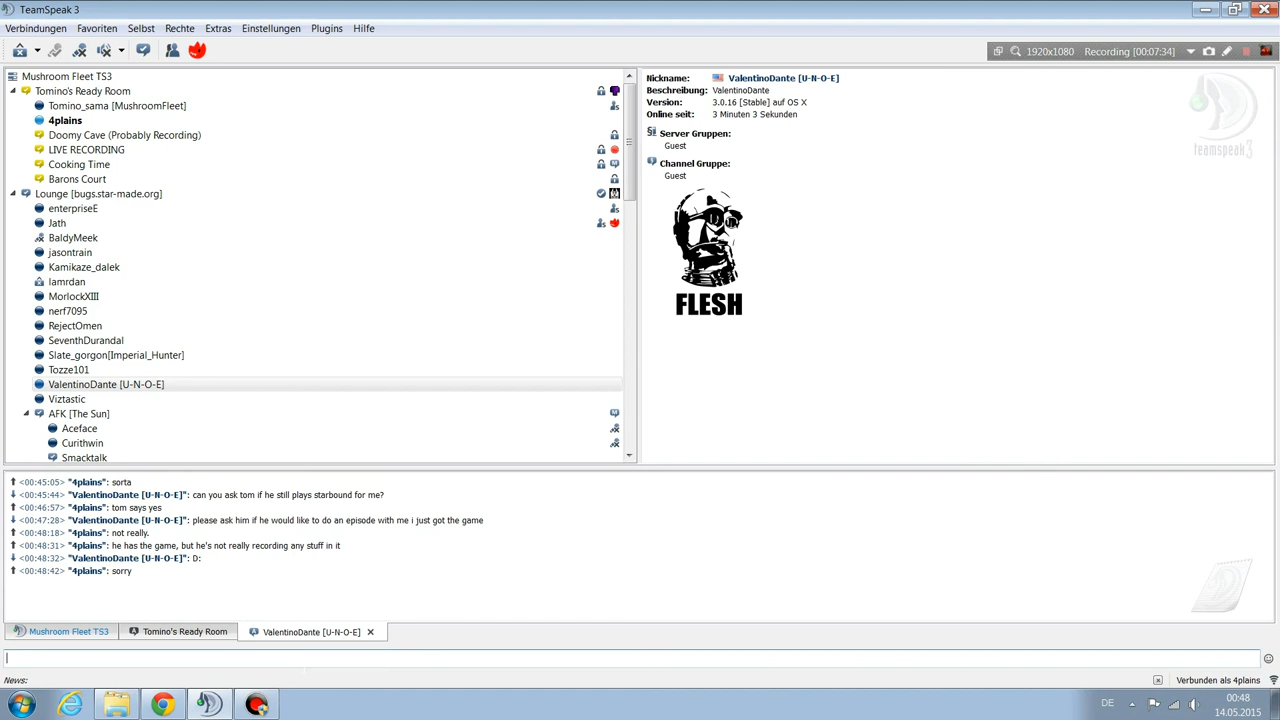 TeamSpeak 3
Verbindungen Favoriten Selbst Rechte Extras Einstellungen Plugins Hilfe
1920x1080 Recording [00:07:34]
Mushroom Fleet TS3
Tomino's Ready Room
Tomino_sama [MushroomFleet]
4plains
Doomy Cave (Probably Recording)
LIVE RECORDING
Cooking Time
Barons Court
Lounge [bugs.star-made.org]
enterpriseE
Jath
BaldyMeek
jasontrain
Kamikaze_dalek
lamrdan
MorlockXIII
nerf7095
RejectOmen
SeventhDurandal
Slate_gorgon[Imperial_Hunter]
Tozze101
ValentinoDante [U-N-O-E]
Viztastic
AFK [The Sun]
Aceface
Curithwin
Smacktalk
Nickname: ValentinoDante [U-N-O-E]
Beschreibung: ValentinoDante
Version: 3.0.16 [Stable] auf OS X
Online seit: 3 Minuten 3 Sekunden
Server Gruppen:
Guest
Channel Gruppe:
Guest
FLESH
teamspeak3
<00:45:05> "4plains": sorta
<00:45:44> "ValentinoDante [U-N-O-E]": can you ask tom if he still plays starbound for me?
<00:46:57> "4plains": tom says yes
<00:47:28> "ValentinoDante [U-N-O-E]": please ask him if he would like to do an episode with me i just got the game
<00:48:18> "4plains": not really.
<00:48:31> "4plains": he has the game, but he's not really recording any stuff in it
<00:48:32> "ValentinoDante [U-N-O-E]": D:
<00:48:42> "4plains": sorry
Mushroom Fleet TS3 Tomino's Ready Room ValentinoDante [U-N-O-E]
News: Verbunden als 4plains
DE 00:48
14.05.2015